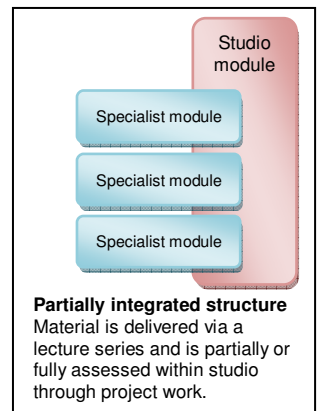 Studio
module
Specialist module
Specialist module
Specialist module
Partially integrated structure
Material is delivered via a
lecture series and is partially or
fully assessed within studio
through project work.